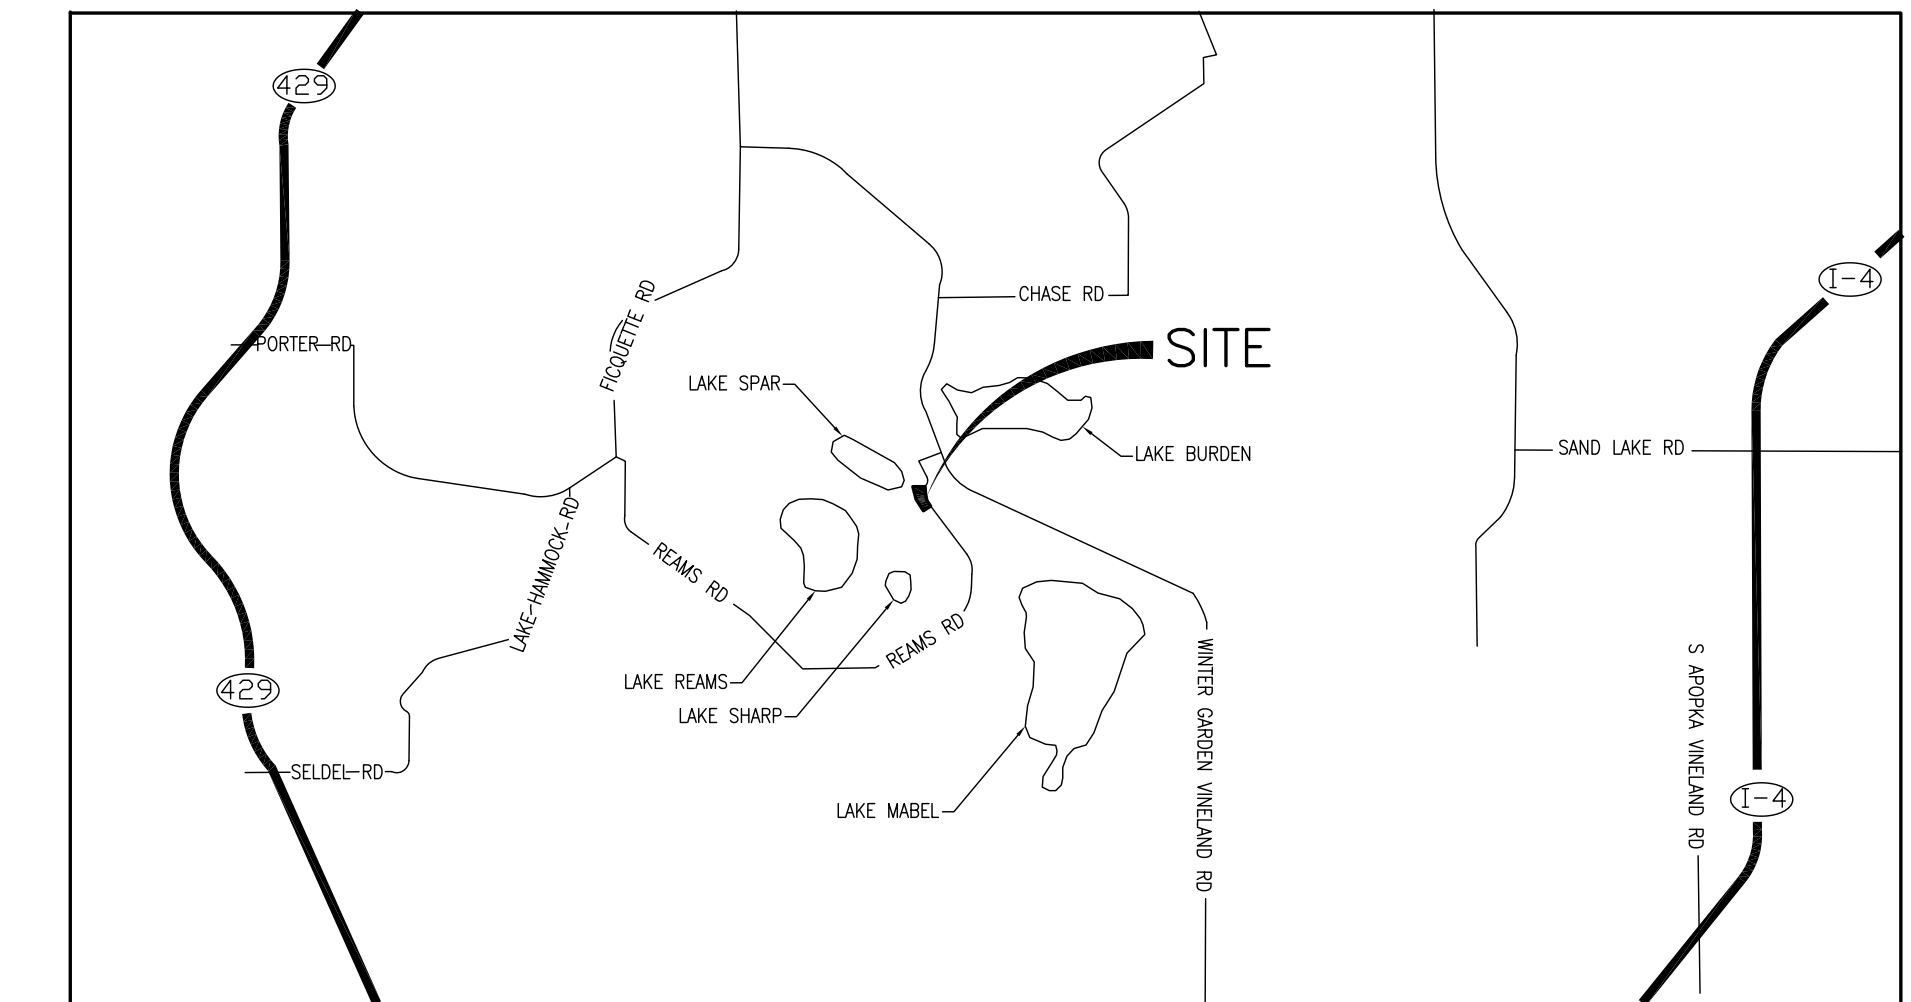 429
I-4
CHASE RD
FICQUETTE RD
PORTER RD
SITE
LAKE SPAR
LAKE BURDEN
SAND LAKE RD
LAKE HAMMOCK RD
REAMS RD
REAMS RD
LAKE REAMS
429
LAKE SHARP
WINTER GARDEN VINELAND RD
S APOPKA VINELAND RD
SELDEL RD
I-4
LAKE MABEL